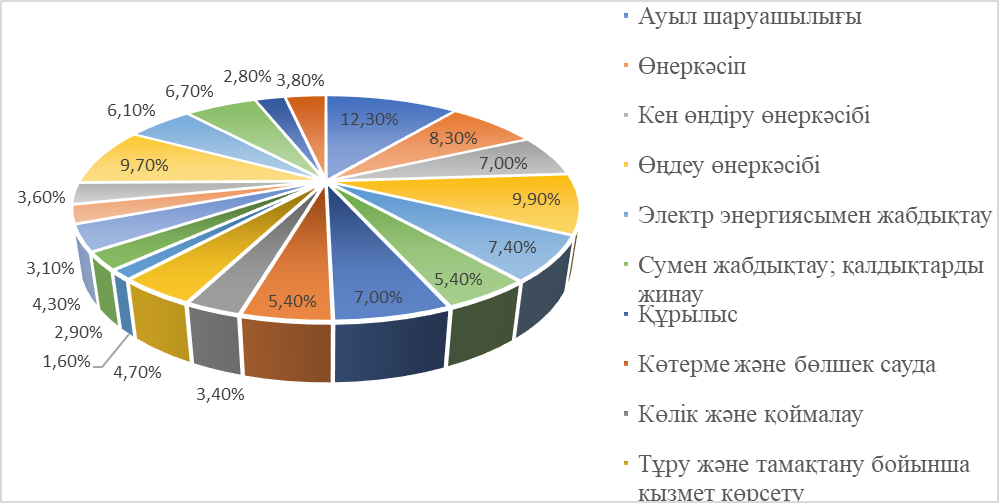 12,30%
8,30%
7,00%
9,90%
7,40%
5,40%
7,00%
5,40%
3,40%
4,70%
1,60%
2,90%
4,30%
3,10%
3,60%
9,70%
6,10%
6,70%
2,80%
3,80%
Ауыл шаруашылығы
Өнеркәсіп
Кен өндіру өнеркәсібі
Өңдеу өнеркәсібі
Электр энергиясымен жабдықтау
Сумен жабдықтау; қалдықтарды
жинау
Құрылыс
Көтерме және бөлшек сауда
Көлік және қоймалау
Тұру және тамақтану бойынша
қызмет көрсету